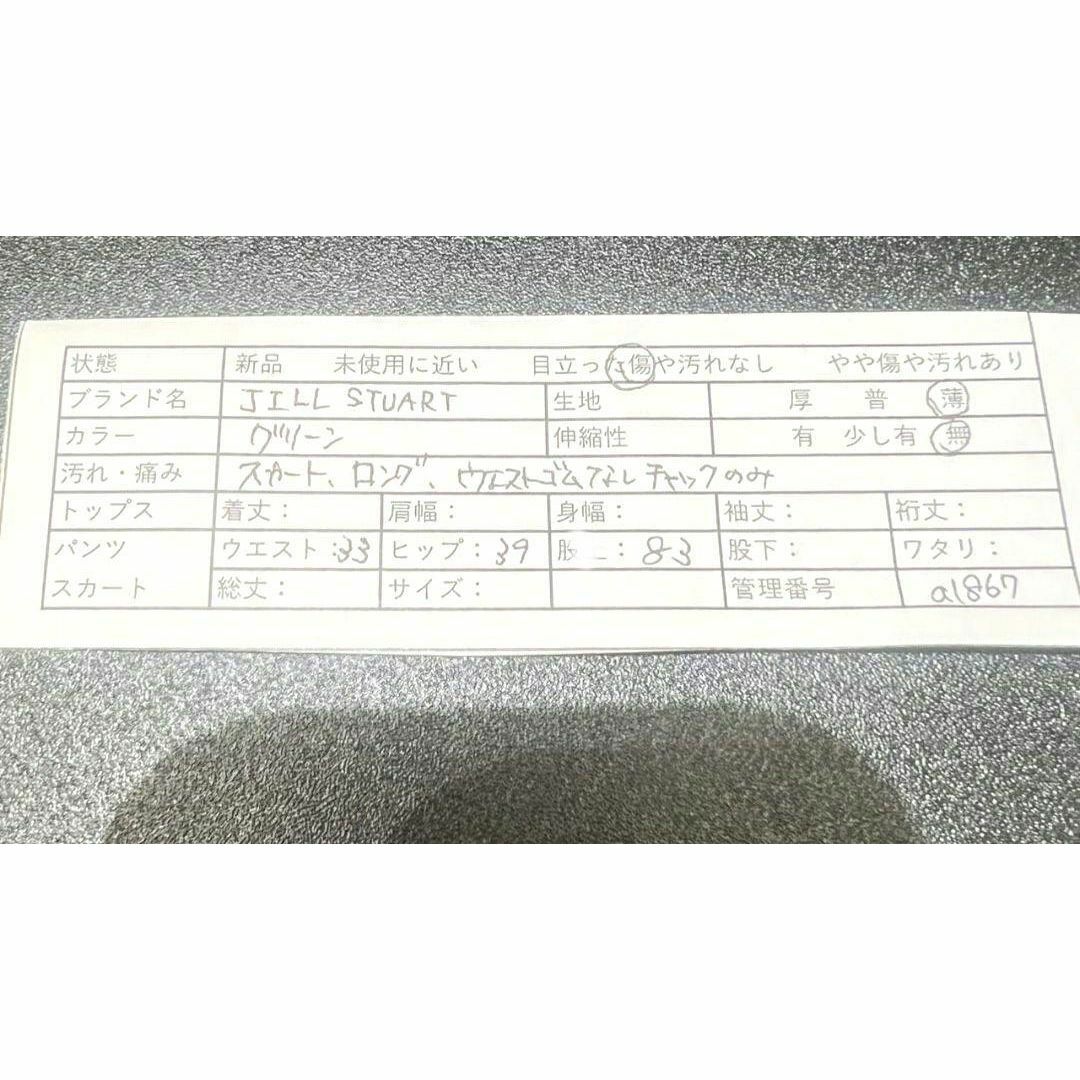 状態 新品 未使用に近い 目立った傷や汚れなし やや傷や汚れあり
ブランド名 JILL STUART 生地 厚 普 薄
カラー グリーン 伸縮性 有 少し有 無
汚れ・痛み スカート、ロング、ウエストゴムなしチャックのみ
トップス 着丈: 肩幅: 身幅: 袖丈: 裄丈:
パンツ ウエスト:33 ヒップ:39 股 : 83 股下: ワタリ:
スカート 総丈: サイズ: 管理番号 a1867